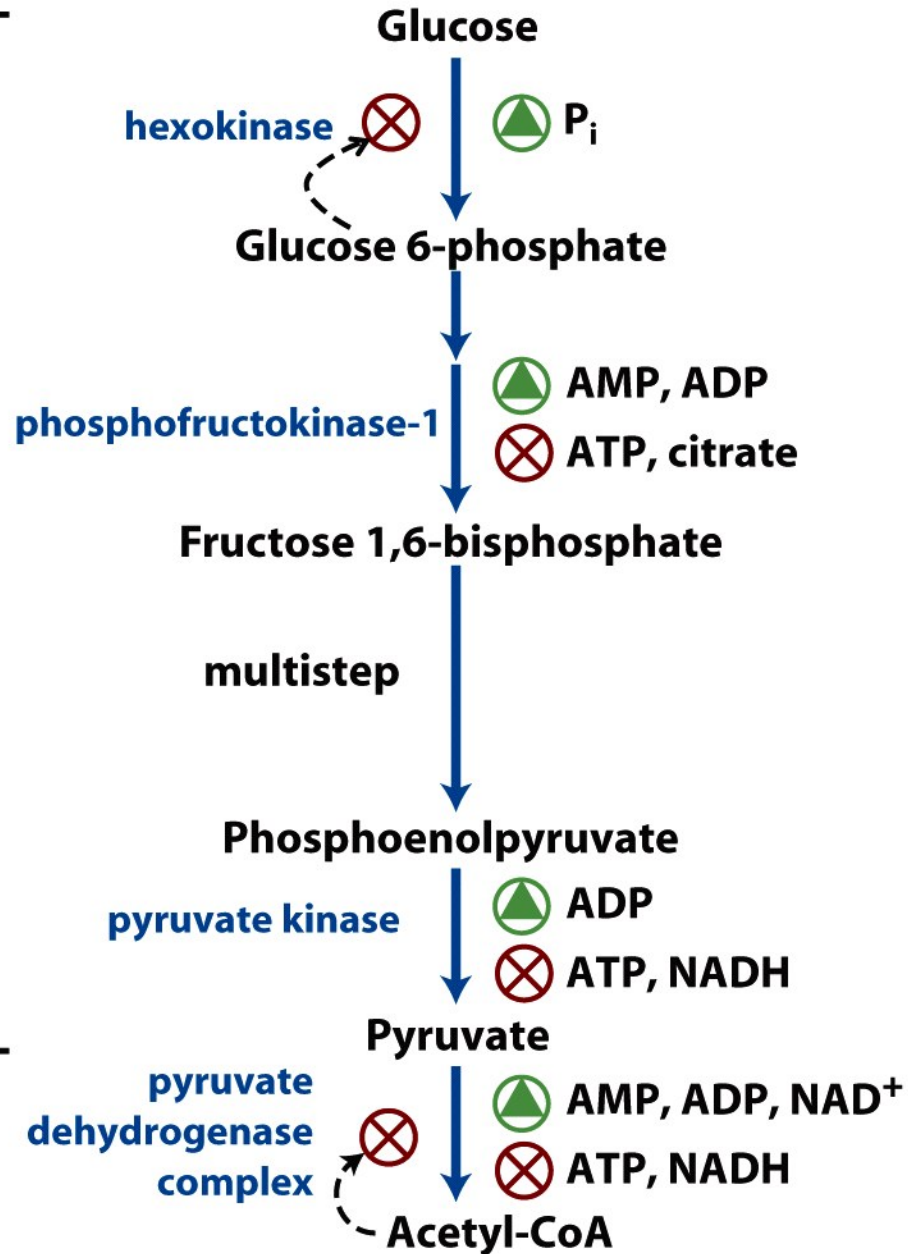 Glucose
hexokinase
Pᵢ
Glucose 6-phosphate
AMP, ADP
phosphofructokinase-1
ATP, citrate
Fructose 1,6-bisphosphate
multistep
Phosphoenolpyruvate
ADP
pyruvate kinase
ATP, NADH
Pyruvate
pyruvate
dehydrogenase
complex
AMP, ADP, NAD⁺
ATP, NADH
Acetyl-CoA